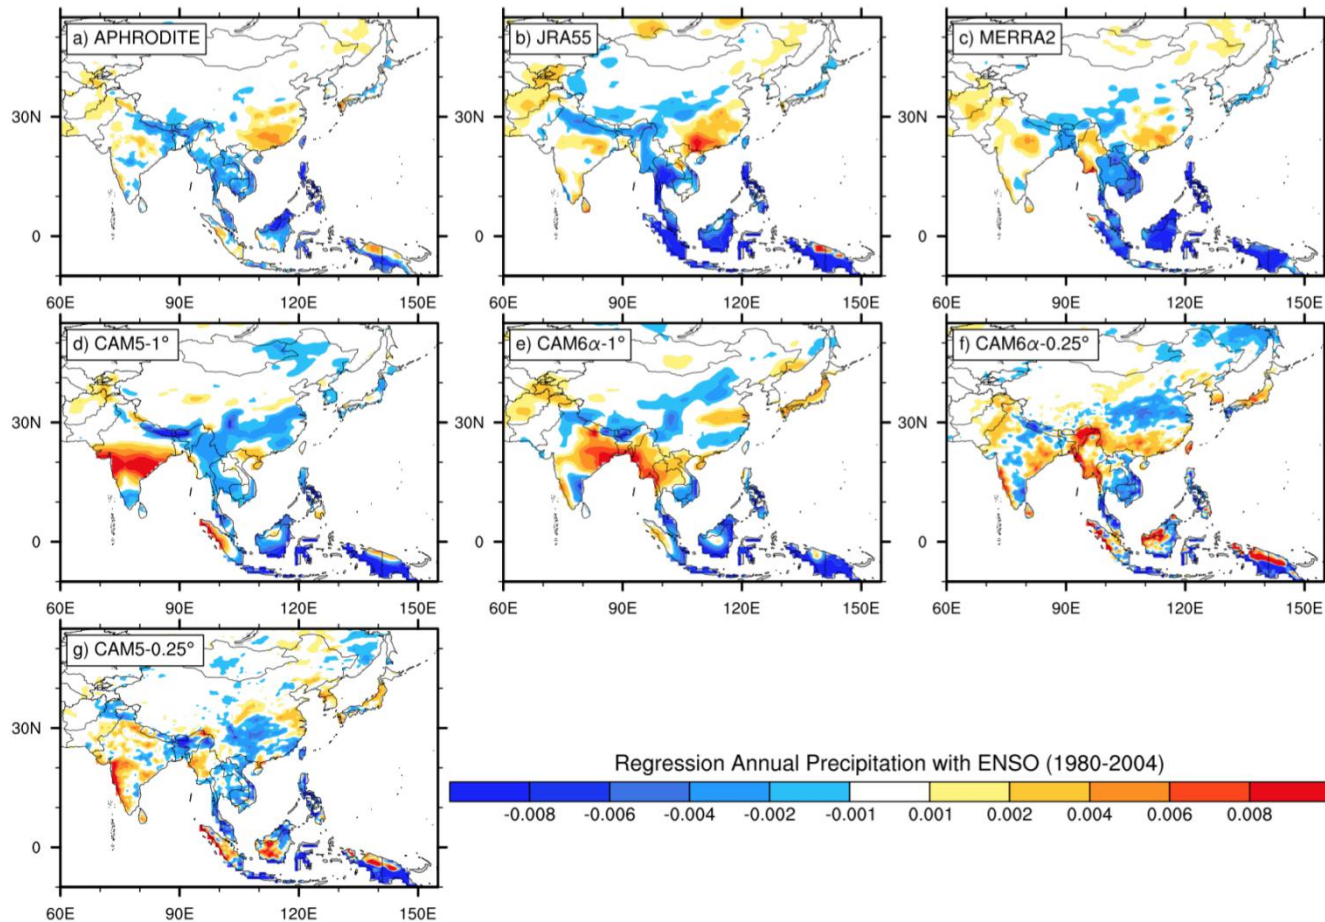 a) APHRODITE
b) JRA55
c) MERRA2
30N
30N
30N
0
0
0
60E 90E 120E 150E
60E 90E 120E 150E
60E 90E 120E 150E
d) CAM5-1°
e) CAM6α-1°
f) CAM6α-0.25°
30N
30N
30N
0
0
0
60E 90E 120E 150E
60E 90E 120E 150E
60E 90E 120E 150E
g) CAM5-0.25°
30N
0
60E 90E 120E 150E
Regression Annual Precipitation with ENSO (1980-2004)
-0.008 -0.006 -0.004 -0.002 -0.001 0.001 0.002 0.004 0.006 0.008